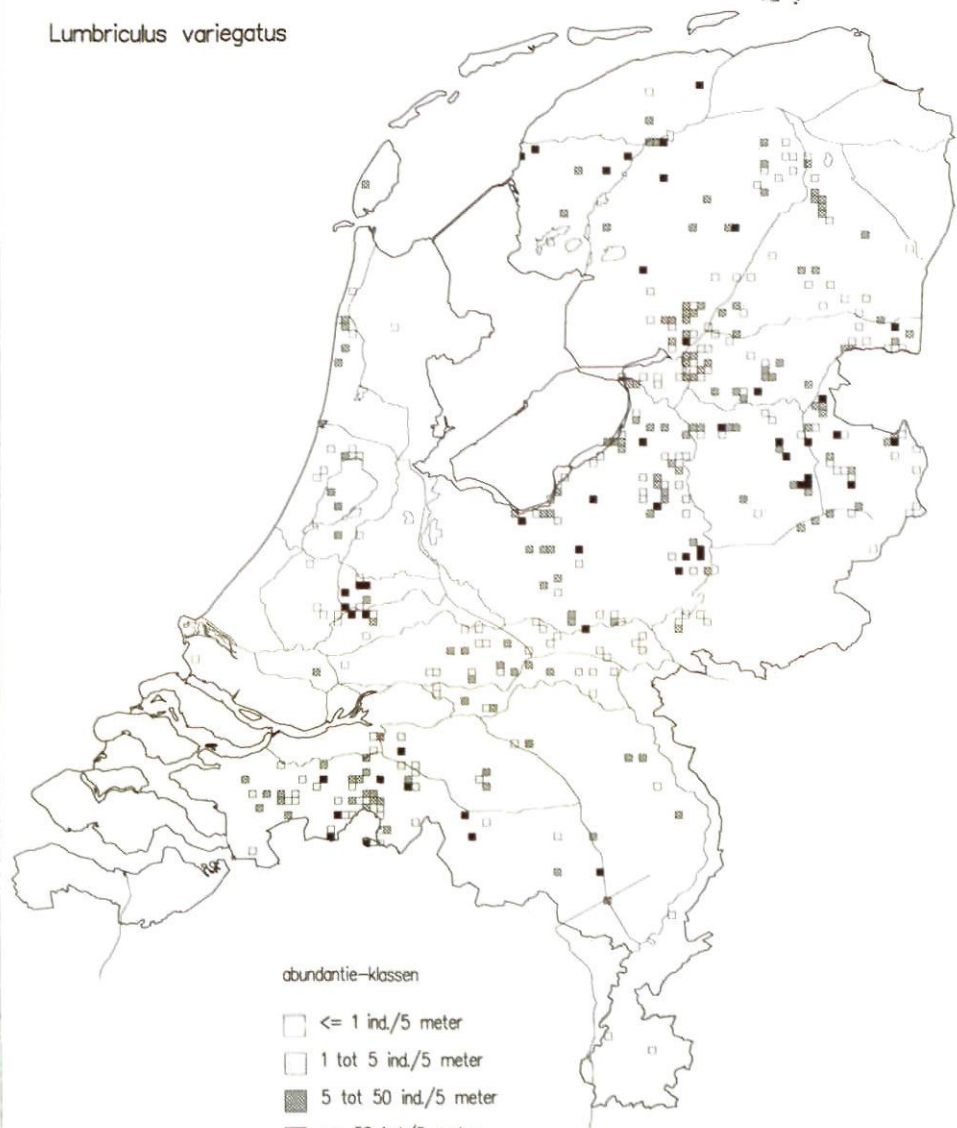 Lumbriculus variegatus
abundantie-klassen
<= 1 ind./5 meter
1 tot 5 ind./5 meter
5 tot 50 ind./5 meter